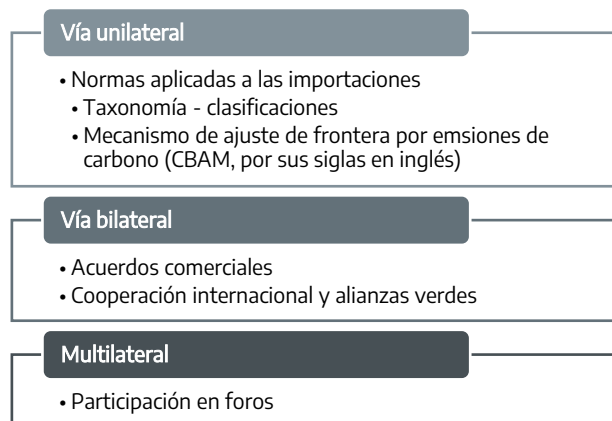 Vía unilateral
• Normas aplicadas a las importaciones
• Taxonomía - clasificaciones
• Mecanismo de ajuste de frontera por emsiones de
carbono (CBAM, por sus siglas en inglés)
Vía bilateral
• Acuerdos comerciales
• Cooperación internacional y alianzas verdes
Multilateral
• Participación en foros